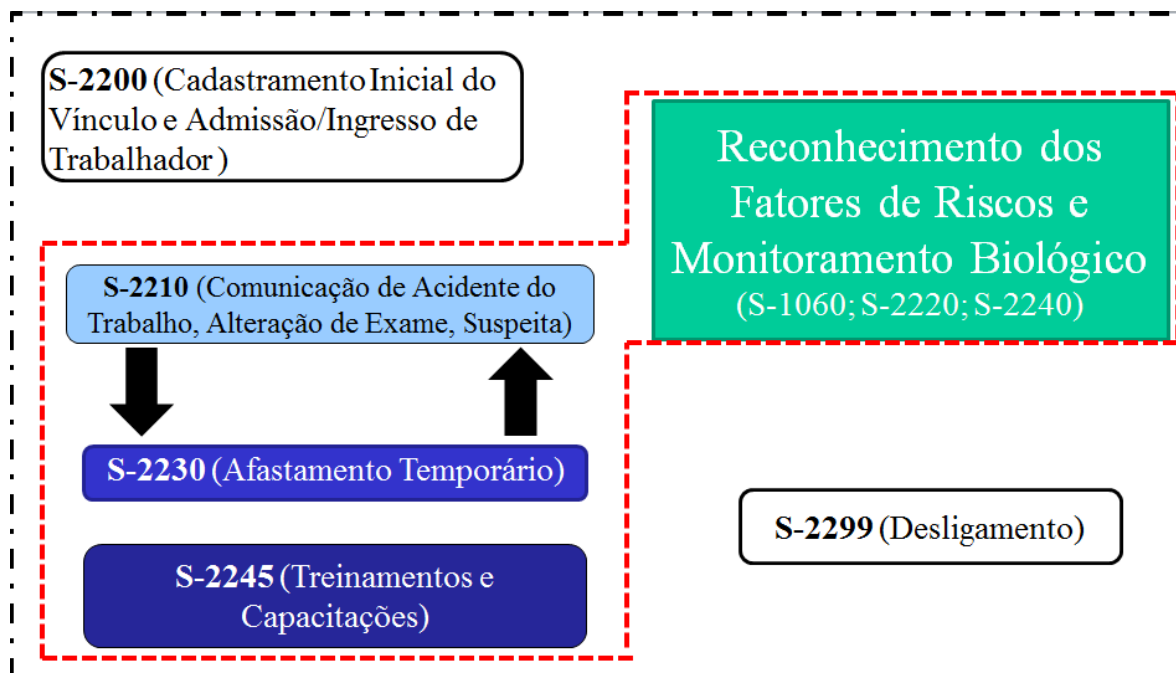 S-2200 (Cadastramento Inicial do
Vínculo e Admissão/Ingresso de
Trabalhador)
Reconhecimento dos
Fatores de Riscos e
Monitoramento Biológico
(S-1060; S-2220; S-2240)
S-2210 (Comunicação de Acidente do
Trabalho, Alteração de Exame, Suspeita)
S-2230 (Afastamento Temporário)
S-2299 (Desligamento)
S-2245 (Treinamentos e
Capacitações)